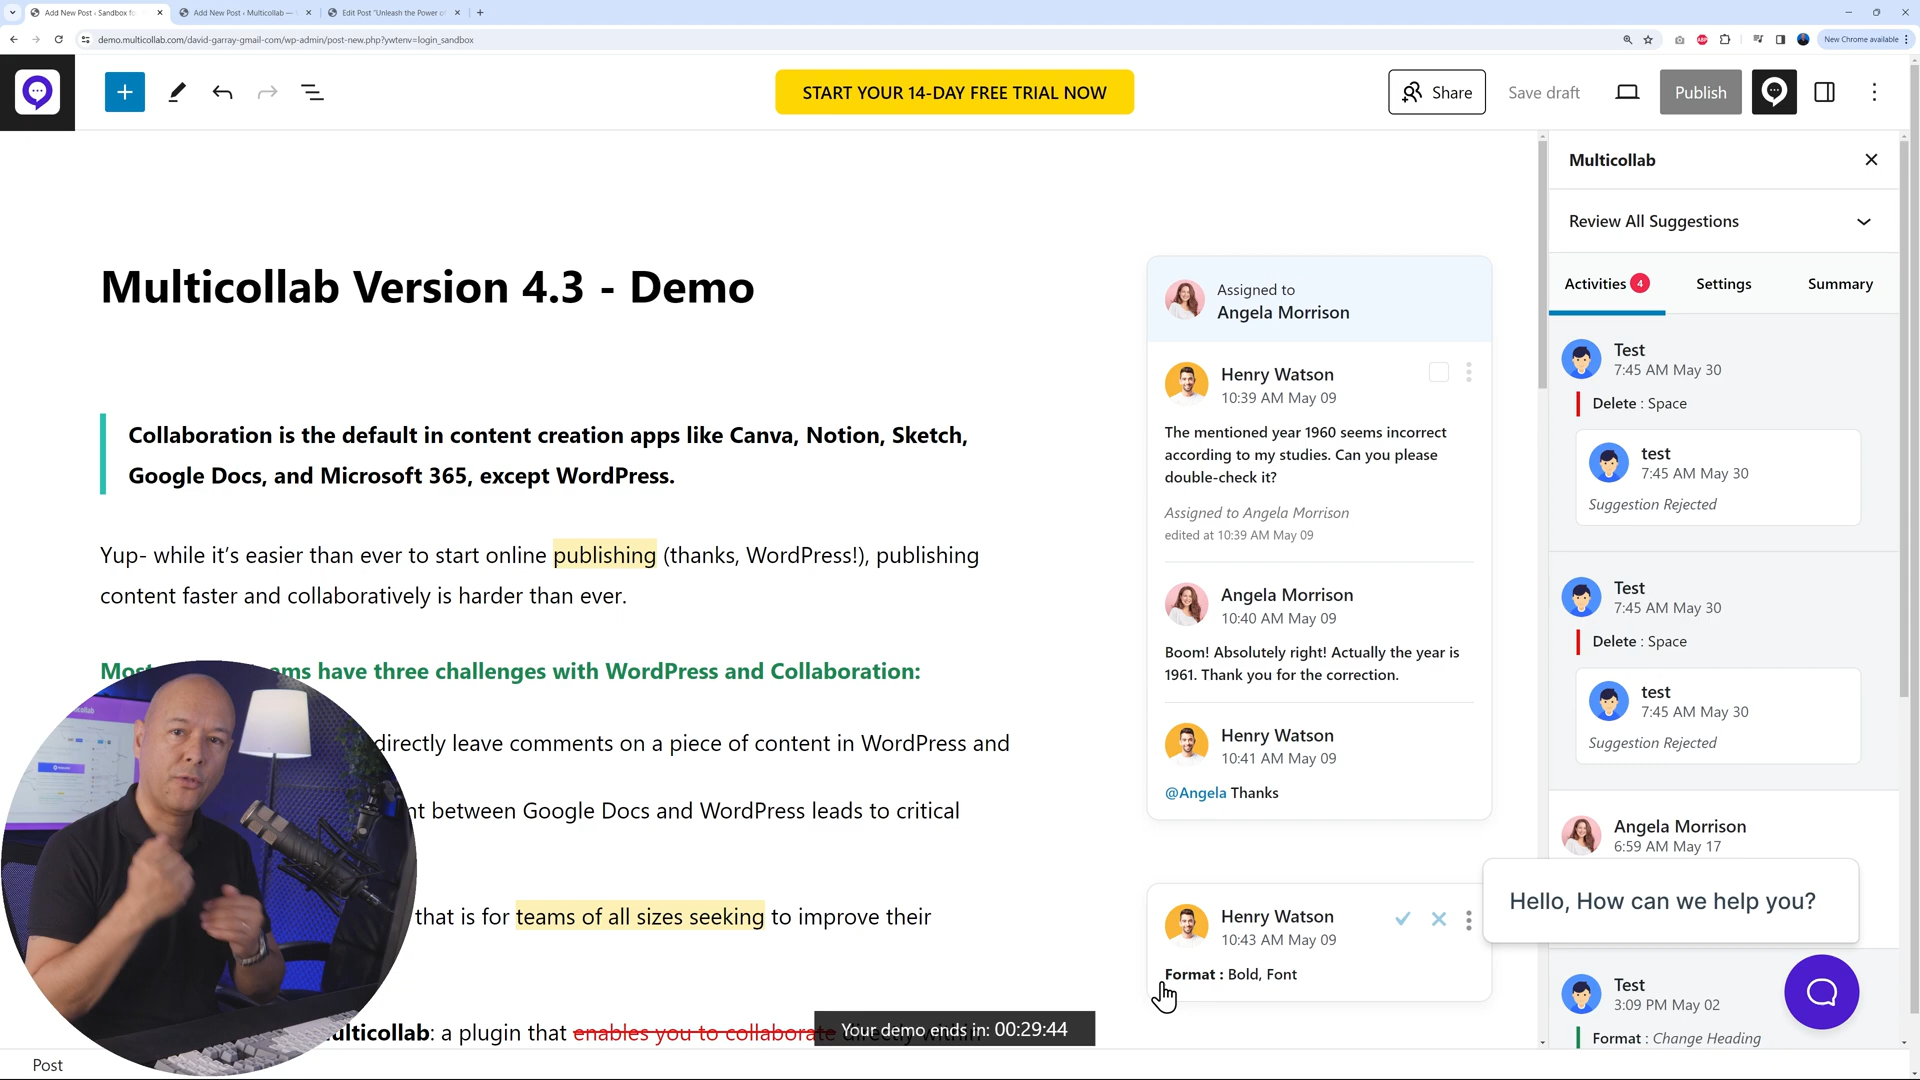 Add New Post ‹ Sandbox fo
Add New Post ‹ Multicollab —
Edit Post "Unleash the Power of
demo.multicollab.com/david-garray-gmail-com/wp-admin/post-new.php?ywtenv=login_sandbox
ABP
New Chrome available
START YOUR 14-DAY FREE TRIAL NOW
Share
Save draft
Publish
Multicollab Version 4.3 - Demo
Collaboration is the default in content creation apps like Canva, Notion, Sketch,
Google Docs, and Microsoft 365, except WordPress.
Yup- while it’s easier than ever to start online publishing (thanks, WordPress!), publishing
content faster and collaboratively is harder than ever.
Most ms have three challenges with WordPress and Collaboration:
directly leave comments on a piece of content in WordPress and
nt between Google Docs and WordPress leads to critical
that is for teams of all sizes seeking to improve their
ulticollab: a plugin that enables you to collaborate directly within
Assigned to
Angela Morrison
Henry Watson
10:39 AM May 09
The mentioned year 1960 seems incorrect
according to my studies. Can you please
double-check it?
Assigned to Angela Morrison
edited at 10:39 AM May 09
Angela Morrison
10:40 AM May 09
Boom! Absolutely right! Actually the year is
1961. Thank you for the correction.
Henry Watson
10:41 AM May 09
@Angela Thanks
Henry Watson
10:43 AM May 09
Format : Bold, Font
Your demo ends in: 00:29:44
Multicollab
Review All Suggestions
Activities 4
Settings
Summary
Test
7:45 AM May 30
Delete : Space
test
7:45 AM May 30
Suggestion Rejected
Test
7:45 AM May 30
Delete : Space
test
7:45 AM May 30
Suggestion Rejected
Angela Morrison
6:59 AM May 17
Hello, How can we help you?
Test
3:09 PM May 02
Format : Change Heading
Post